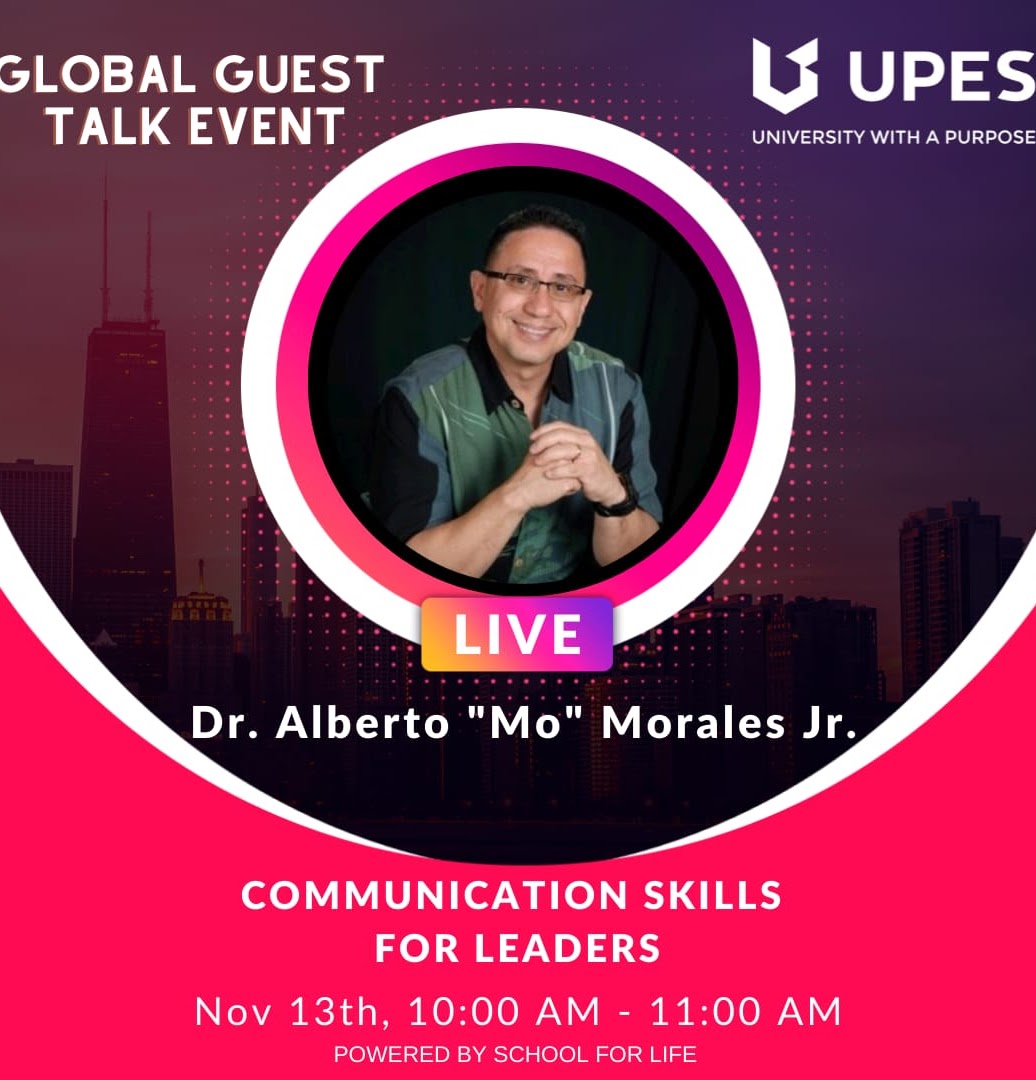 GLOBAL GUEST
TALK EVENT
UPES
UNIVERSITY WITH A PURPOSE
LIVE
Dr. Alberto "Mo" Morales Jr.
COMMUNICATION SKILLS
FOR LEADERS
Nov 13th, 10:00 AM - 11:00 AM
POWERED BY SCHOOL FOR LIFE